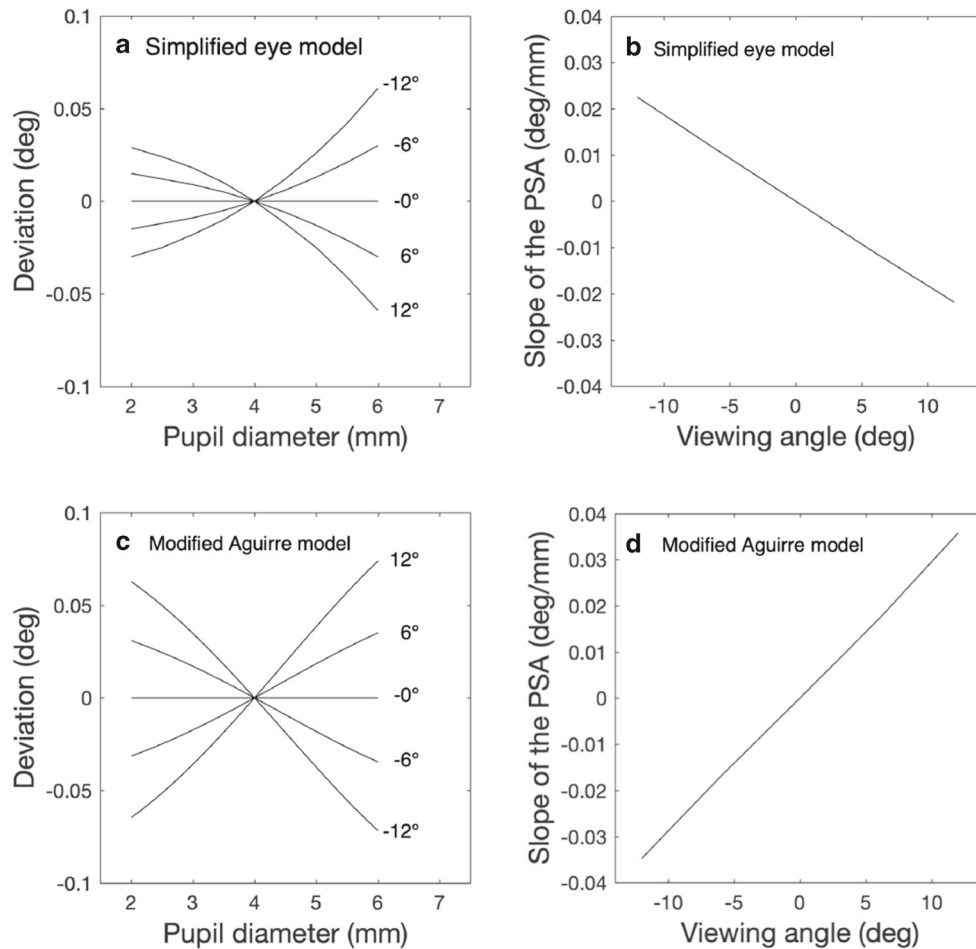 a Simplified eye model
0.1
0.05
0
-0.05
-0.1
Deviation (deg)
-12°
-6°
-0°
6°
12°
2 3 4 5 6 7
Pupil diameter (mm)
b Simplified eye model
0.04
0.03
0.02
0.01
0
-0.01
-0.02
-0.03
-0.04
Slope of the PSA (deg/mm)
-10 -5 0 5 10
Viewing angle (deg)
c Modified Aguirre model
0.1
0.05
0
-0.05
-0.1
Deviation (deg)
12°
6°
-0°
-6°
-12°
2 3 4 5 6 7
Pupil diameter (mm)
d Modified Aguirre model
0.04
0.03
0.02
0.01
0
-0.01
-0.02
-0.03
-0.04
Slope of the PSA (deg/mm)
-10 -5 0 5 10
Viewing angle (deg)